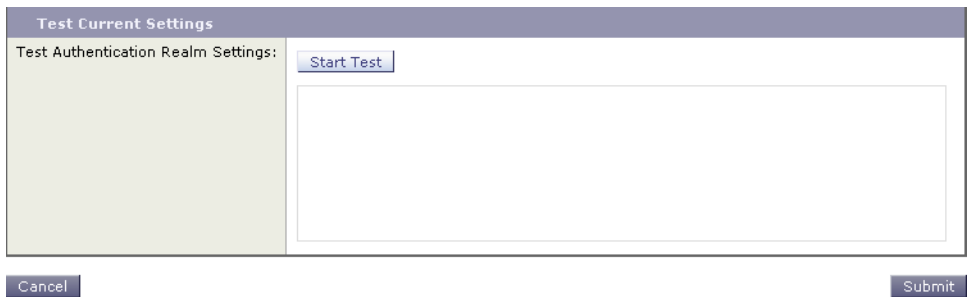 Test Current Settings
Test Authentication Realm Settings:
Start Test
Cancel
Submit